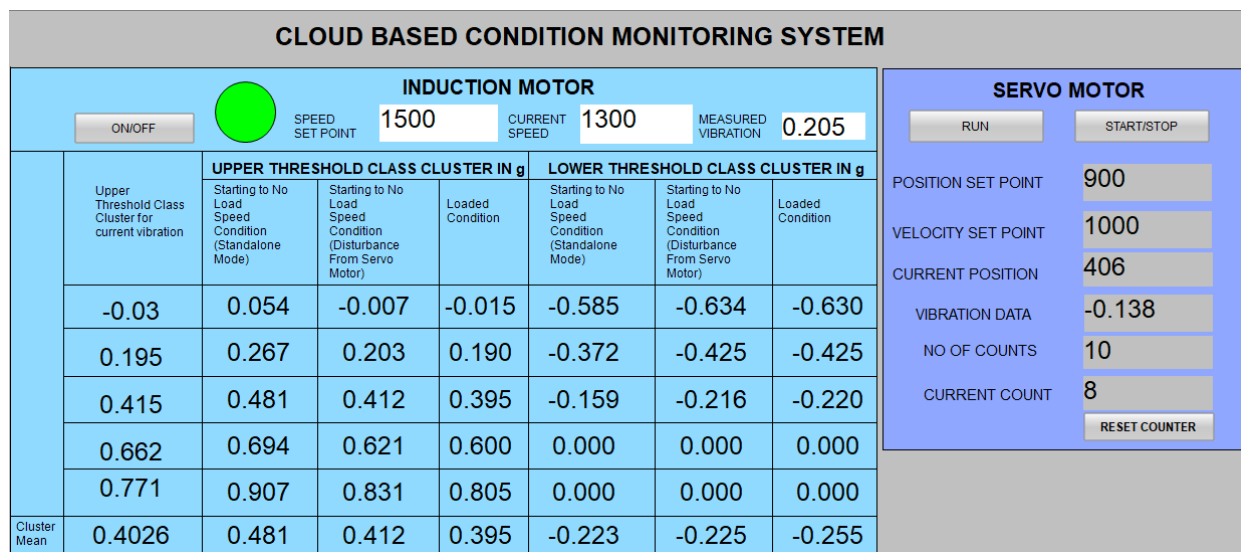 CLOUD BASED CONDITION MONITORING SYSTEM
INDUCTION MOTOR
ON/OFF
SPEED
SET POINT
1500
CURRENT
SPEED
1300
MEASURED
VIBRATION
0.205
UPPER THRESHOLD CLASS CLUSTER IN g
LOWER THRESHOLD CLASS CLUSTER IN g
Upper
Threshold Class
Cluster for
current vibration
Starting to No
Load
Speed
Condition
(Standalone
Mode)
Starting to No
Load
Speed
Condition
(Disturbance
From Servo
Motor)
Loaded
Condition
Starting to No
Load
Speed
Condition
(Standalone
Mode)
Starting to No
Load
Speed
Condition
(Disturbance
From Servo
Motor)
Loaded
Condition
-0.03 0.054 -0.007 -0.015 -0.585 -0.634 -0.630
0.195 0.267 0.203 0.190 -0.372 -0.425 -0.425
0.415 0.481 0.412 0.395 -0.159 -0.216 -0.220
0.662 0.694 0.621 0.600 0.000 0.000 0.000
0.771 0.907 0.831 0.805 0.000 0.000 0.000
Cluster
Mean
0.4026 0.481 0.412 0.395 -0.223 -0.225 -0.255
SERVO MOTOR
RUN
START/STOP
POSITION SET POINT 900
VELOCITY SET POINT 1000
CURRENT POSITION 406
VIBRATION DATA -0.138
NO OF COUNTS 10
CURRENT COUNT 8
RESET COUNTER